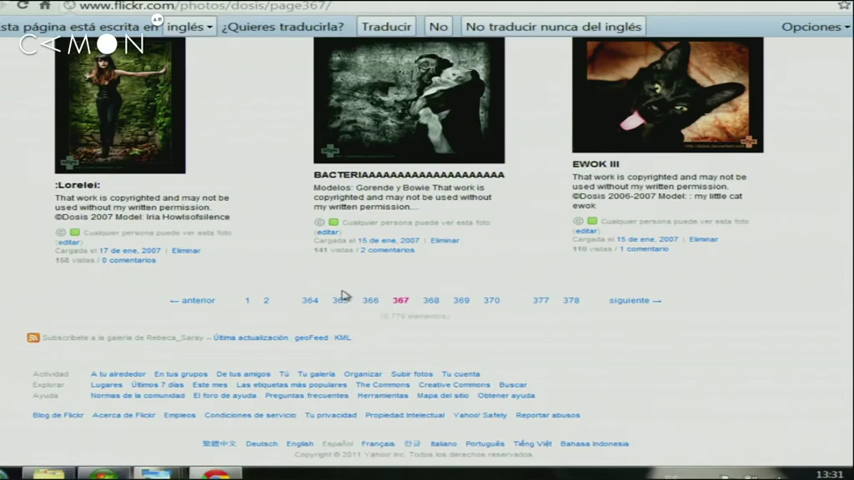 www.flickr.com/photos/dosis/page367/
sta página está escrita en inglés ¿Quieres traducirla? Traducir No No traducir nunca del inglés Opciones
CAMON
:Lorelei:
That work is copyrighted and may not be
used without my written permission.
©Dosis 2007 Model: Iria Howlsofsilence
Cualquier persona puede ver esta foto
(editar)
Cargada el 17 de ene, 2007 | Eliminar
158 vistas / 0 comentarios
BACTERIAAAAAAAAAAAAAAAAAAAAA
Modelos: Gorende y Bowie That work is
copyrighted and may not be used without
my written permission....
Cualquier persona puede ver esta foto
(editar)
Cargada el 15 de ene, 2007 | Eliminar
141 vistas / 2 comentarios
EWOK III
That work is copyrighted and may not be
used without my written permission.
©Dosis 2006-2007 Model: : my little cat
ewok
Cualquier persona puede ver esta foto
(editar)
Cargada el 15 de ene, 2007 | Eliminar
110 vistas / 1 comentario
← anterior 1 2 364 365 366 367 368 369 370 377 378 siguiente →
Subscríbete a la galería de Rebeca_Saray – Última actualización geoFeed KML
Actividad A tu alrededor En tus grupos De tus amigos Tú Tu galería Organizar Subir fotos Tu cuenta
Explorar Lugares Últimos 7 días Este mes Las etiquetas más populares The Commons Creative Commons Buscar
Ayuda Normas de la comunidad El foro de ayuda Preguntas frecuentes Herramientas Mapa del sitio Obtener ayuda
Blog de Flickr Acerca de Flickr Empleos Condiciones de servicio Tu privacidad Propiedad Intelectual Yahoo! Safely Reportar abusos
繁體中文 Deutsch English Español Français 한글 Italiano Português Tiếng Việt Bahasa Indonesia
Copyright © 2011 Yahoo! Inc. Todos los derechos reservados.
13:31